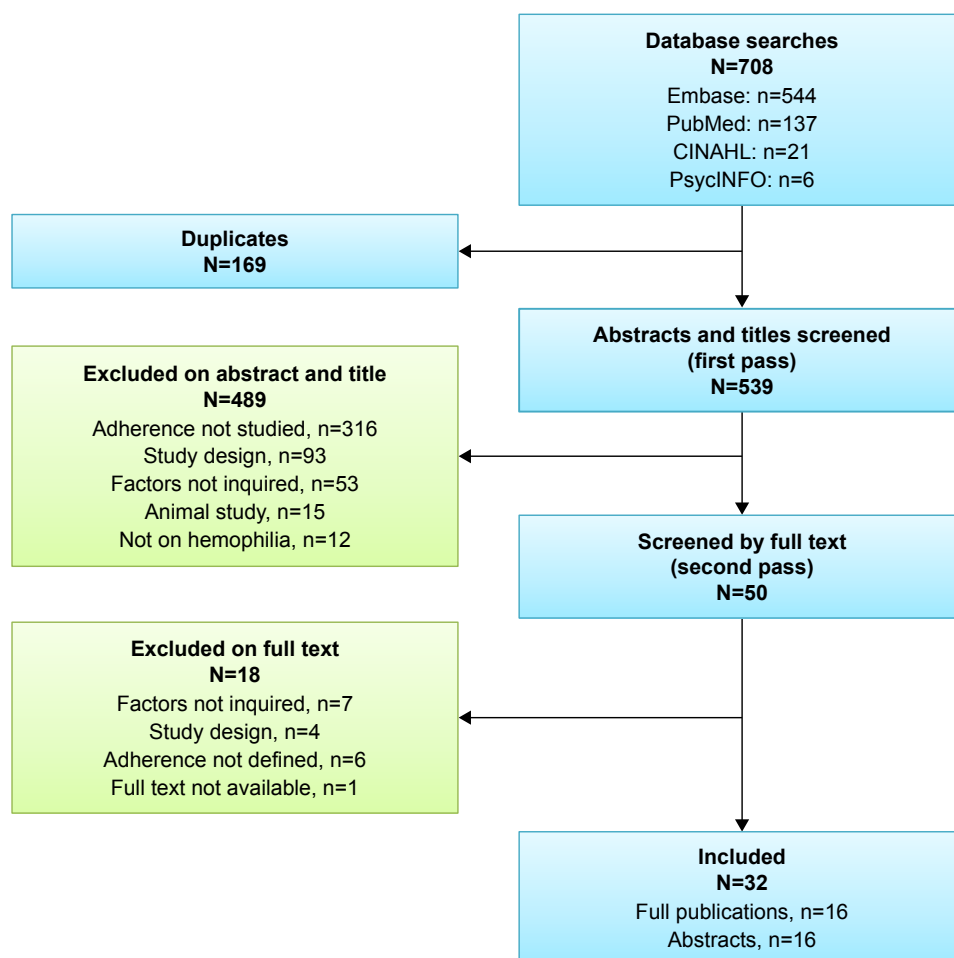 Database searches
N=708
Embase: n=544
PubMed: n=137
CINAHL: n=21
PsycINFO: n=6
Duplicates
N=169
Abstracts and titles screened
(first pass)
N=539
Excluded on abstract and title
N=489
Adherence not studied, n=316
Study design, n=93
Factors not inquired, n=53
Animal study, n=15
Not on hemophilia, n=12
Screened by full text
(second pass)
N=50
Excluded on full text
N=18
Factors not inquired, n=7
Study design, n=4
Adherence not defined, n=6
Full text not available, n=1
Included
N=32
Full publications, n=16
Abstracts, n=16